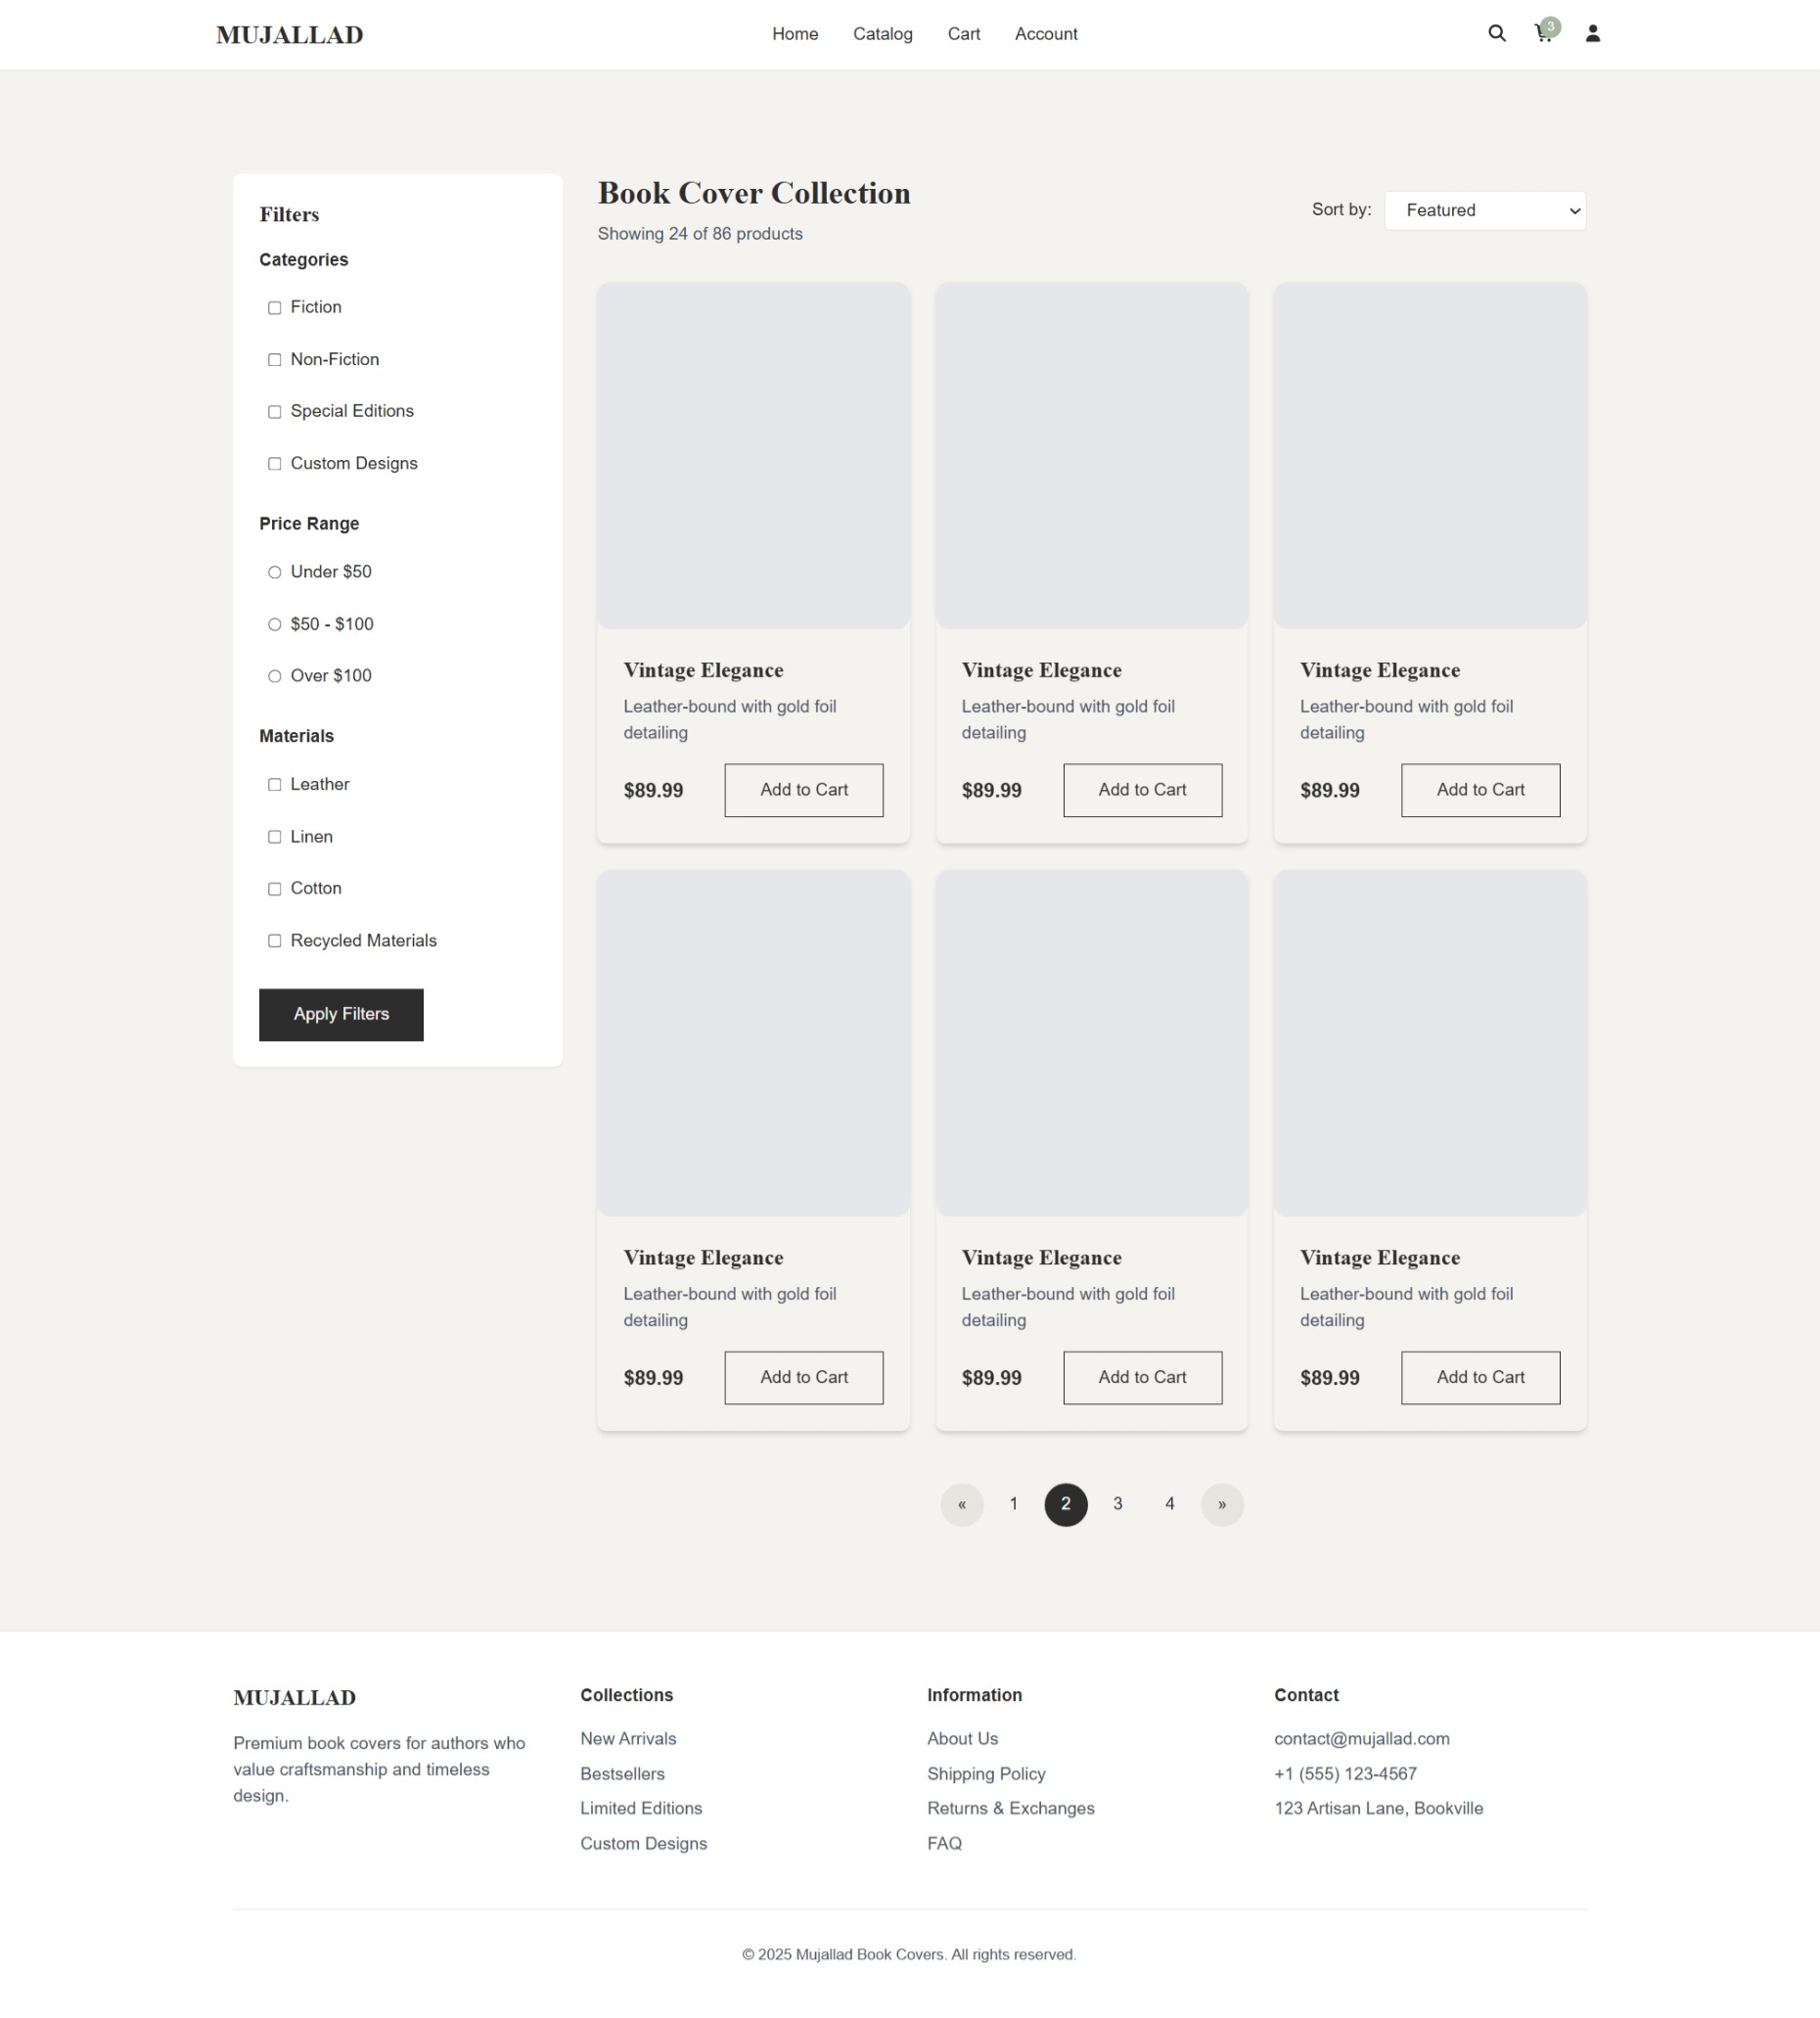 MUJALLAD
Home Catalog Cart Account
3
Filters
Categories
Fiction
Non-Fiction
Special Editions
Custom Designs
Price Range
Under $50
$50 - $100
Over $100
Materials
Leather
Linen
Cotton
Recycled Materials
Apply Filters
Book Cover Collection
Showing 24 of 86 products
Sort by: Featured
Vintage Elegance
Leather-bound with gold foil
detailing
$89.99 Add to Cart
Vintage Elegance
Leather-bound with gold foil
detailing
$89.99 Add to Cart
Vintage Elegance
Leather-bound with gold foil
detailing
$89.99 Add to Cart
Vintage Elegance
Leather-bound with gold foil
detailing
$89.99 Add to Cart
Vintage Elegance
Leather-bound with gold foil
detailing
$89.99 Add to Cart
Vintage Elegance
Leather-bound with gold foil
detailing
$89.99 Add to Cart
« 1 2 3 4 »
MUJALLAD
Premium book covers for authors who
value craftsmanship and timeless
design.
Collections
New Arrivals
Bestsellers
Limited Editions
Custom Designs
Information
About Us
Shipping Policy
Returns & Exchanges
FAQ
Contact
contact@mujallad.com
+1 (555) 123-4567
123 Artisan Lane, Bookville
© 2025 Mujallad Book Covers. All rights reserved.